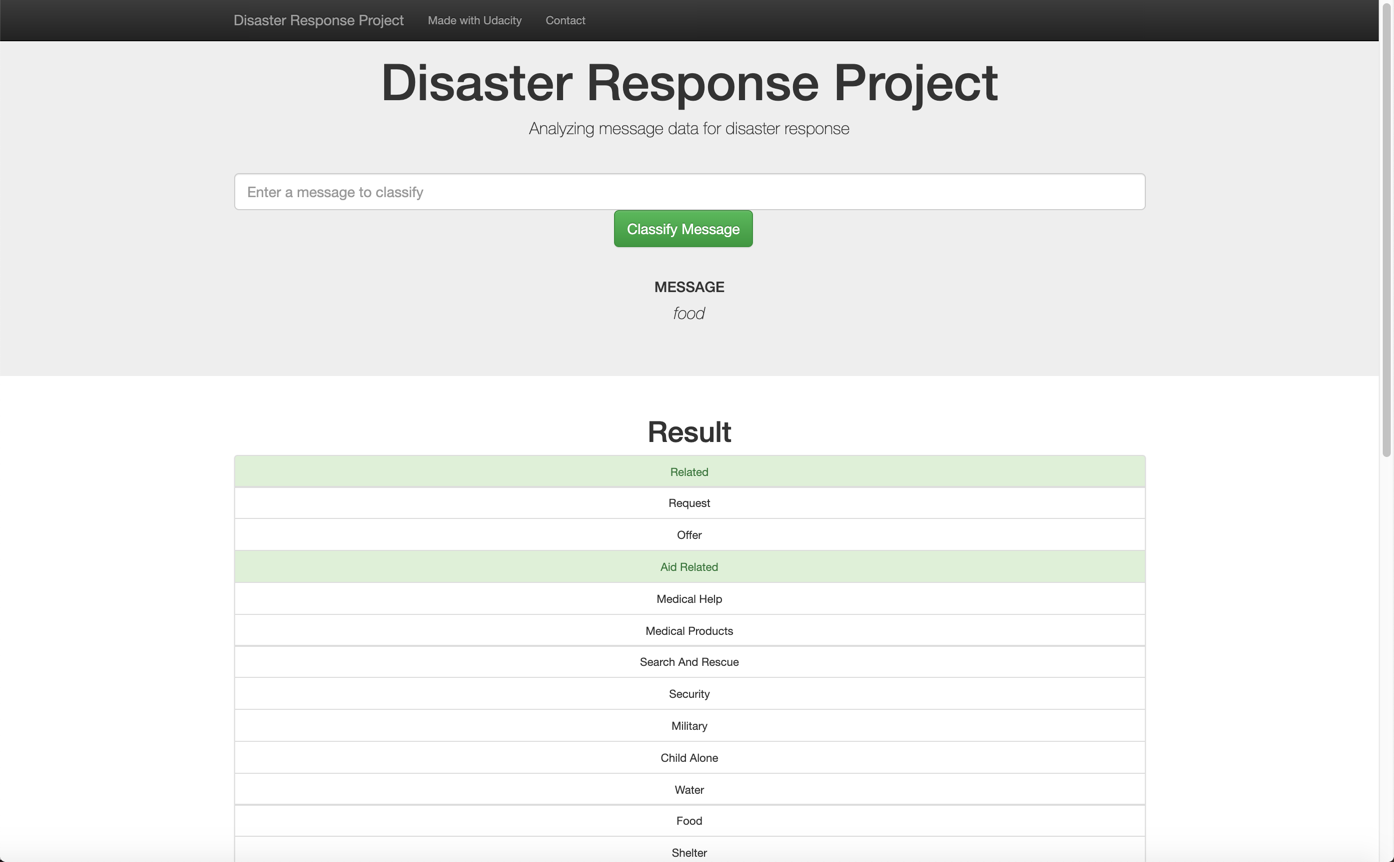 Disaster Response Project Made with Udacity Contact
Disaster Response Project
Analyzing message data for disaster response
Enter a message to classify
Classify Message
MESSAGE
food
Result
Related
Request
Offer
Aid Related
Medical Help
Medical Products
Search And Rescue
Security
Military
Child Alone
Water
Food
Shelter